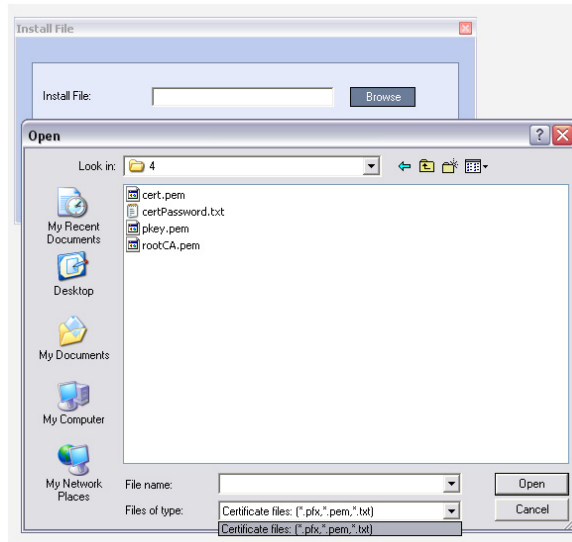 Install File
Install File:
Browse
Open
Look in:
4
cert.pem
certPassword.txt
pkey.pem
rootCA.pem
My Recent
Documents
Desktop
My Documents
My Computer
My Network
Places
File name:
Open
Files of type:
Certificate files: (*.pfx,*.pem,*.txt)
Cancel
Certificate files: (*.pfx,*.pem,*.txt)